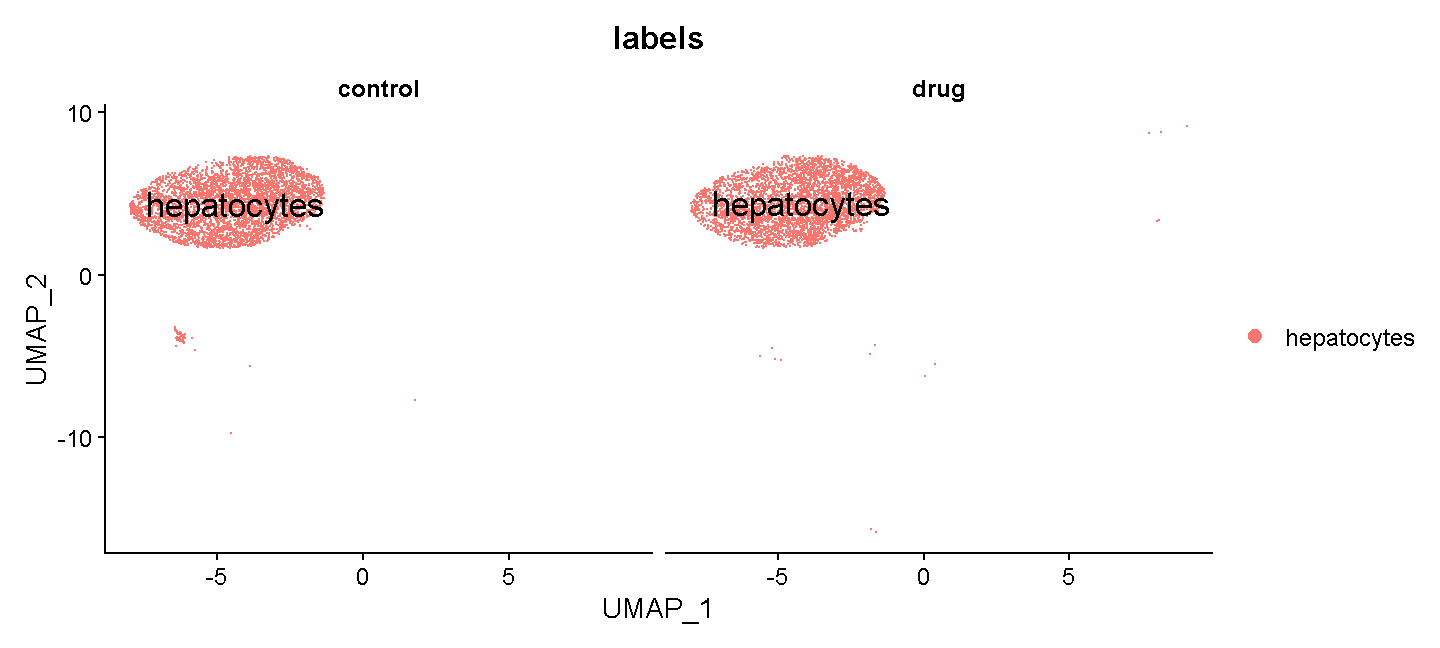 labels
control
drug
10
0
-10
UMAP_2
hepatocytes
hepatocytes
-5
0
5
-5
0
5
UMAP_1
hepatocytes